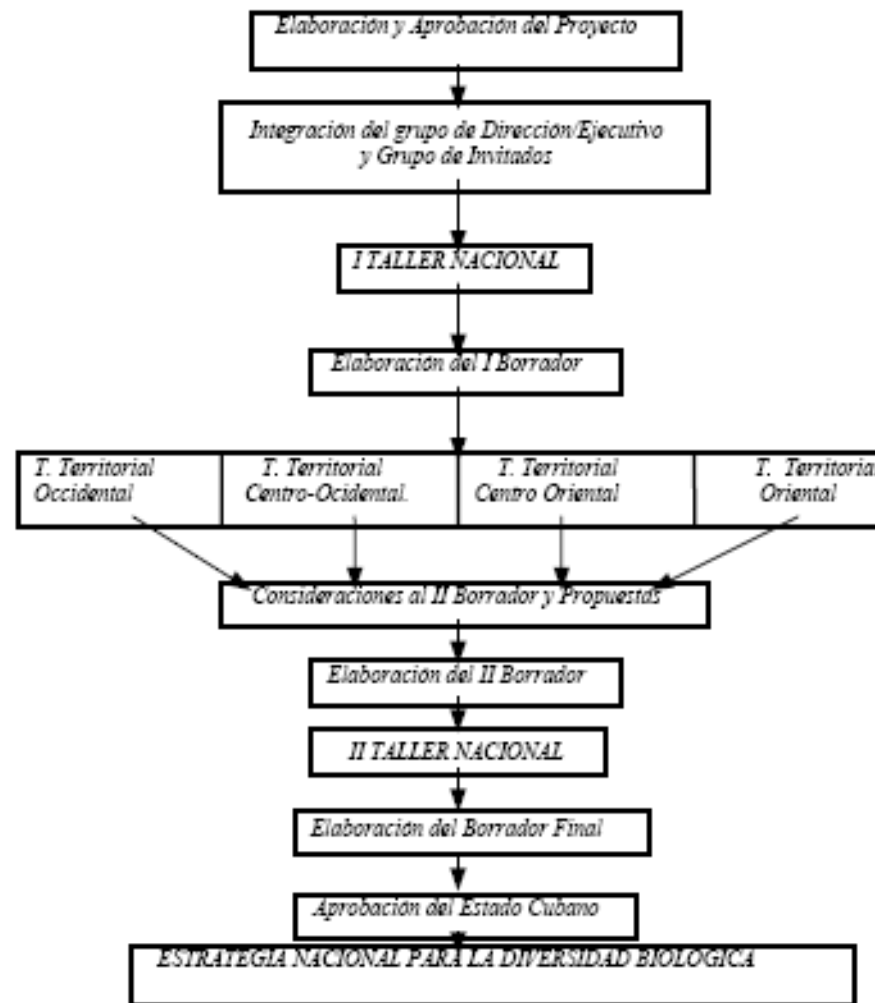 Elaboración y Aprobación del Proyecto
Integración del grupo de Dirección/Ejecutivo
y Grupo de Invitados
I TALLER NACIONAL
Elaboración del I Borrador
T. Territorial
Occidental
T. Territorial
Centro-Ocidental.
T. Territorial
Centro Oriental
T. Territorial
Oriental
Consideraciones al II Borrador y Propuestas
Elaboración del II Borrador
II TALLER NACIONAL
Elaboración del Borrador Final
Aprobación del Estado Cubano
ESTRATEGIA NACIONAL PARA LA DIVERSIDAD BIOLOGICA